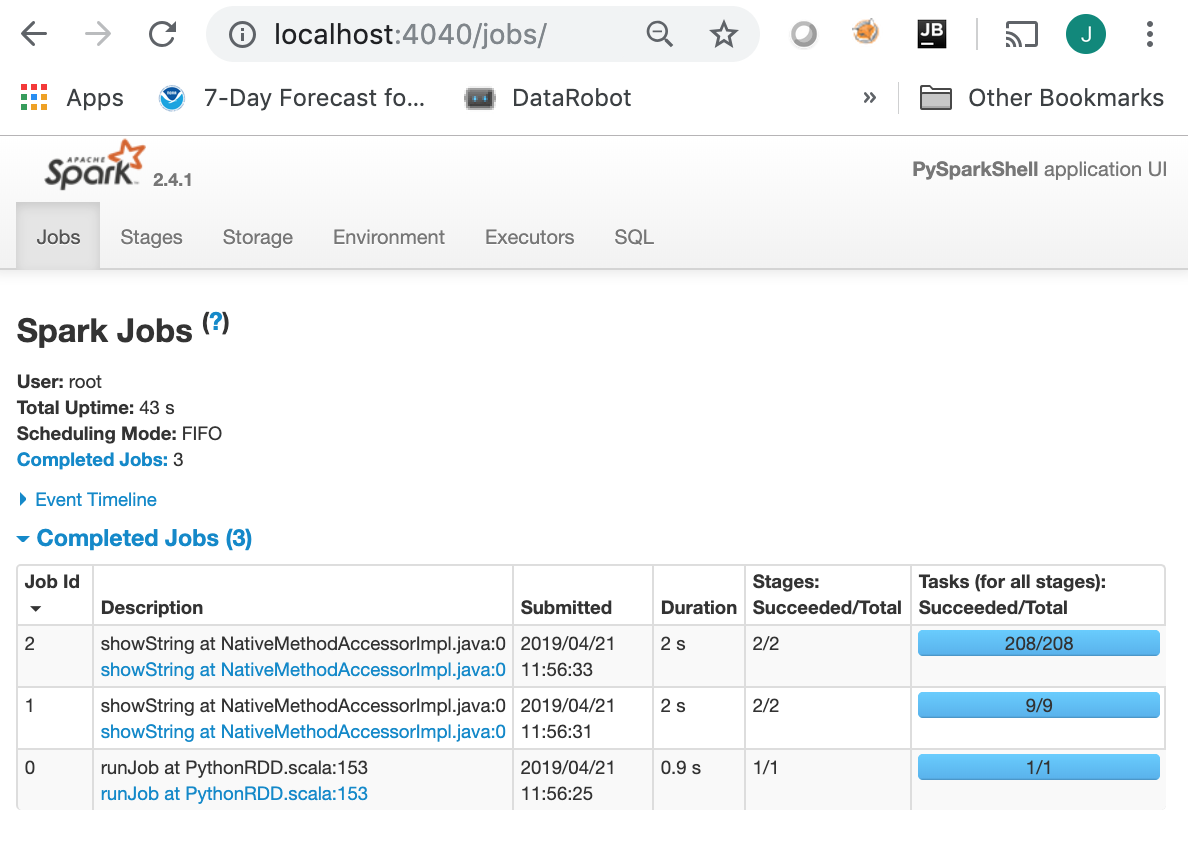 localhost:4040/jobs/
JB
J
Apps
7-Day Forecast fo...
DataRobot
»
Other Bookmarks
APACHE
Spark 2.4.1
PySparkShell application UI
Jobs Stages Storage Environment Executors SQL
Spark Jobs (?)
User: root
Total Uptime: 43 s
Scheduling Mode: FIFO
Completed Jobs: 3
Event Timeline
Completed Jobs (3)
Job Id Description Submitted Duration Stages: Succeeded/Total Tasks (for all stages): Succeeded/Total
2 showString at NativeMethodAccessorImpl.java:0 2019/04/21 2 s 2/2 208/208
showString at NativeMethodAccessorImpl.java:0 11:56:33
1 showString at NativeMethodAccessorImpl.java:0 2019/04/21 2 s 2/2 9/9
showString at NativeMethodAccessorImpl.java:0 11:56:31
0 runJob at PythonRDD.scala:153 2019/04/21 0.9 s 1/1 1/1
runJob at PythonRDD.scala:153 11:56:25